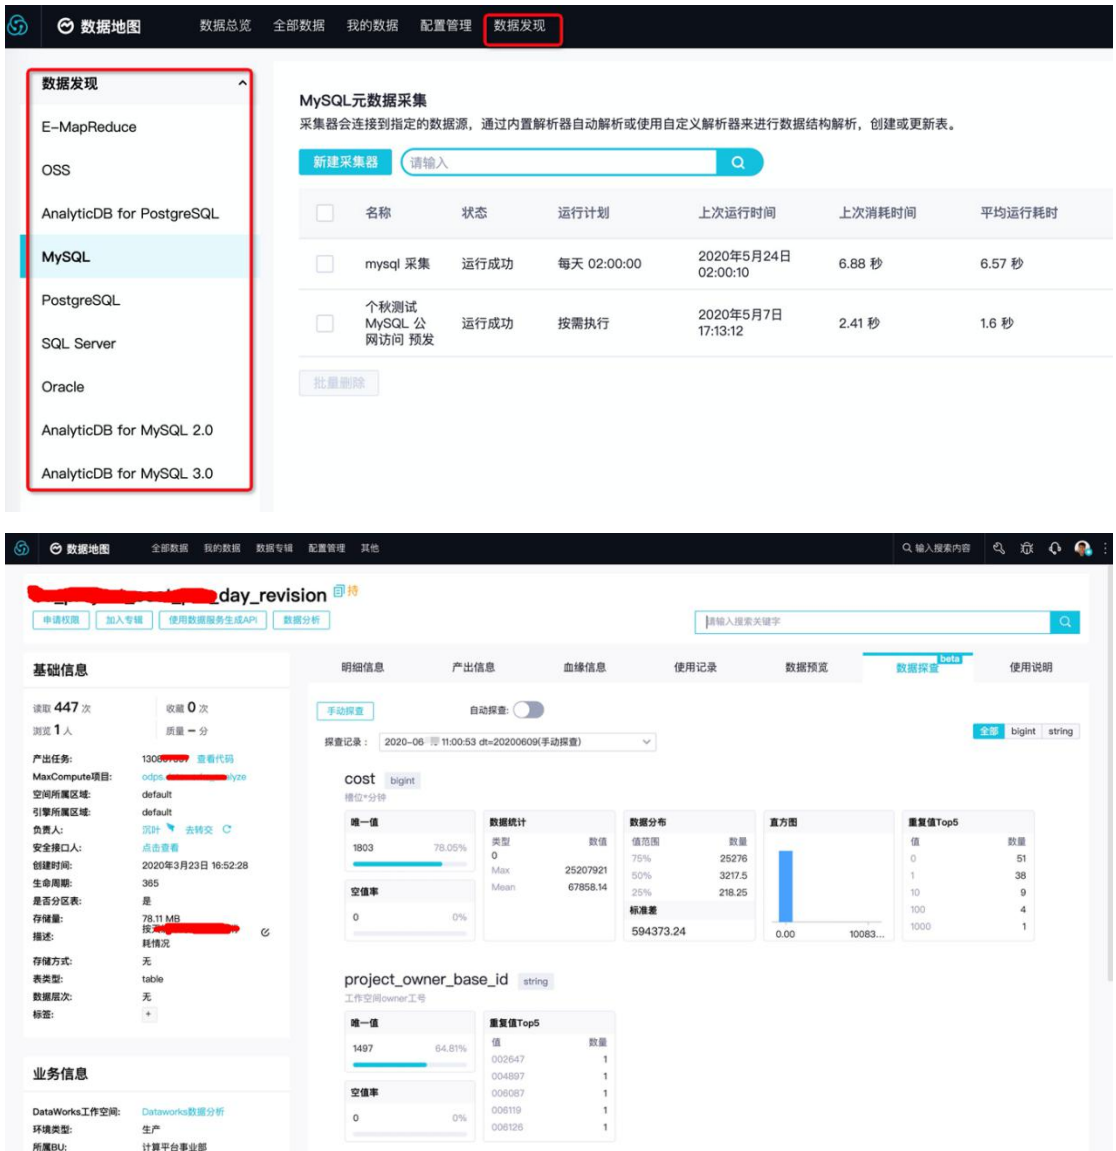 数据地图 数据总览 全部数据 我的数据 配置管理 数据发现
数据发现
E-MapReduce
OSS
AnalyticDB for PostgreSQL
MySQL
PostgreSQL
SQL Server
Oracle
AnalyticDB for MySQL 2.0
AnalyticDB for MySQL 3.0
MySQL元数据采集
采集器会连接到指定的数据源，通过内置解析器自动解析或使用自定义解析器来进行数据结构解析，创建或更新表。
新建采集器 请输入
名称 状态 运行计划 上次运行时间 上次消耗时间 平均运行耗时
mysql 采集 运行成功 每天 02:00:00 2020年5月24日 02:00:10 6.88 秒 6.57 秒
个秋测试 MySQL 公网访问 预发 运行成功 按需执行 2020年5月7日 17:13:12 2.41 秒 1.6 秒
批量删除
数据地图 全部数据 我的数据 数据专辑 配置管理 其他 输入搜索内容
_day_revision 持
申请权限 加入专辑 使用数据服务生成API 数据分析 请输入搜索关键字
基础信息
读取 447 次 收藏 0 次
浏览 1 人 质量 – 分
产出任务: 查看代码
MaxCompute项目: odps.
空间所属区域: default
引擎所属区域: default
负责人: 沉叶 去转交
安全接口人: 点击查看
创建时间: 2020年3月23日 16:52:28
生命周期: 365
是否分区表: 是
存储量: 78.11 MB
描述: 耗情况
存储方式: 无
表类型: table
数据层次: 无
标签: +
业务信息
DataWorks工作空间: Dataworks数据分析
环境类型: 生产
所属BU: 计算平台事业部
明细信息 产出信息 血缘信息 使用记录 数据预览 数据探查 beta 使用说明
手动探查 自动探查:
探查记录： 2020-06 11:00:53 dt=20200609(手动探查)
全部 bigint string
cost bigint
槽位*分钟
唯一值
1803 78.05%
空值率
0 0%
数据统计
类型 数值
0
Max 25207921
Mean 67858.14
数据分布
值范围 数量
75% 25276
50% 3217.5
25% 218.25
标准差
594373.24
直方图
0.00 10083...
重复值Top5
值 数量
0 51
1 38
10 9
100 4
1000 1
project_owner_base_id string
工作空间owner工号
唯一值
1497 64.81%
空值率
0 0%
重复值Top5
值 数量
002647 1
004897 1
006087 1
006119 1
006126 1